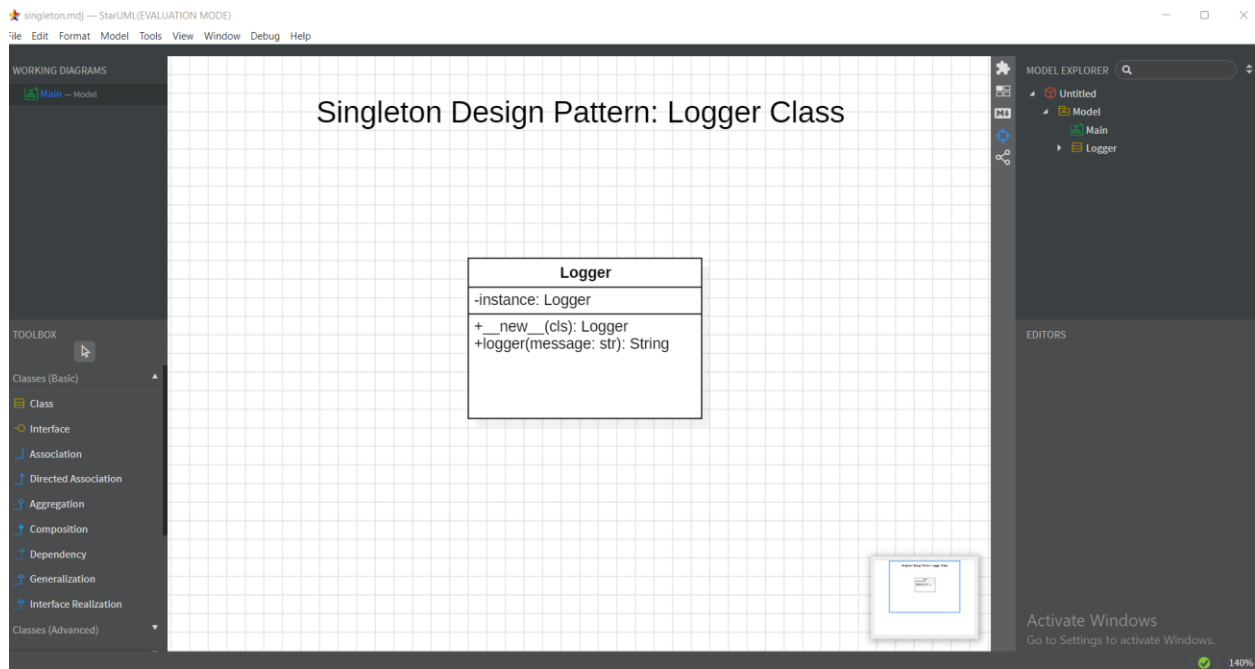 singleton.mdj — StarUML(EVALUATION MODE)
File Edit Format Model Tools View Window Debug Help
WORKING DIAGRAMS
Main — Model
TOOLBOX
Classes (Basic)
Class
Interface
Association
Directed Association
Aggregation
Composition
Dependency
Generalization
Interface Realization
Classes (Advanced)
Singleton Design Pattern: Logger Class
Logger
-instance: Logger
+__new__(cls): Logger
+logger(message: str): String
MODEL EXPLORER
Untitled
Model
Main
Logger
EDITORS
Activate Windows
Go to Settings to activate Windows.
140%